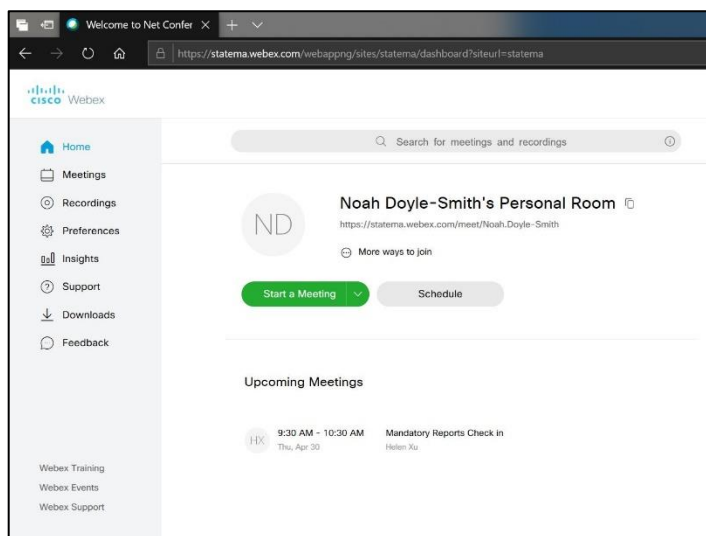 Welcome to Net Confer
https://statema.webex.com/webappng/sites/statema/dashboard?siteurl=statema
CISCO Webex
Home
Meetings
Recordings
Preferences
Insights
Support
Downloads
Feedback
Webex Training
Webex Events
Webex Support
Search for meetings and recordings
ND
Noah Doyle-Smith's Personal Room
https://statema.webex.com/meet/Noah.Doyle-Smith
More ways to join
Start a Meeting
Schedule
Upcoming Meetings
HX
9:30 AM - 10:30 AM Mandatory Reports Check in
Thu, Apr 30 Helen Xu